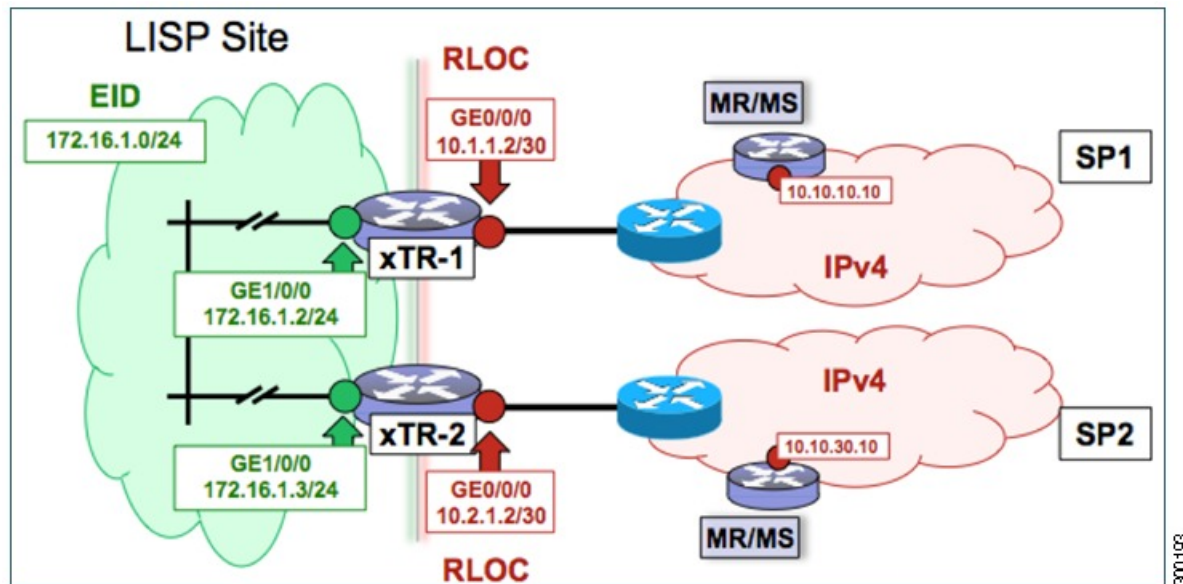 LISP Site
EID
172.16.1.0/24
RLOC
GE0/0/0
10.1.1.2/30
MR/MS
10.10.10.10
SP1
xTR-1
IPv4
GE1/0/0
172.16.1.2/24
IPv4
xTR-2
10.10.30.10
SP2
GE1/0/0
172.16.1.3/24
GE0/0/0
10.2.1.2/30
MR/MS
RLOC